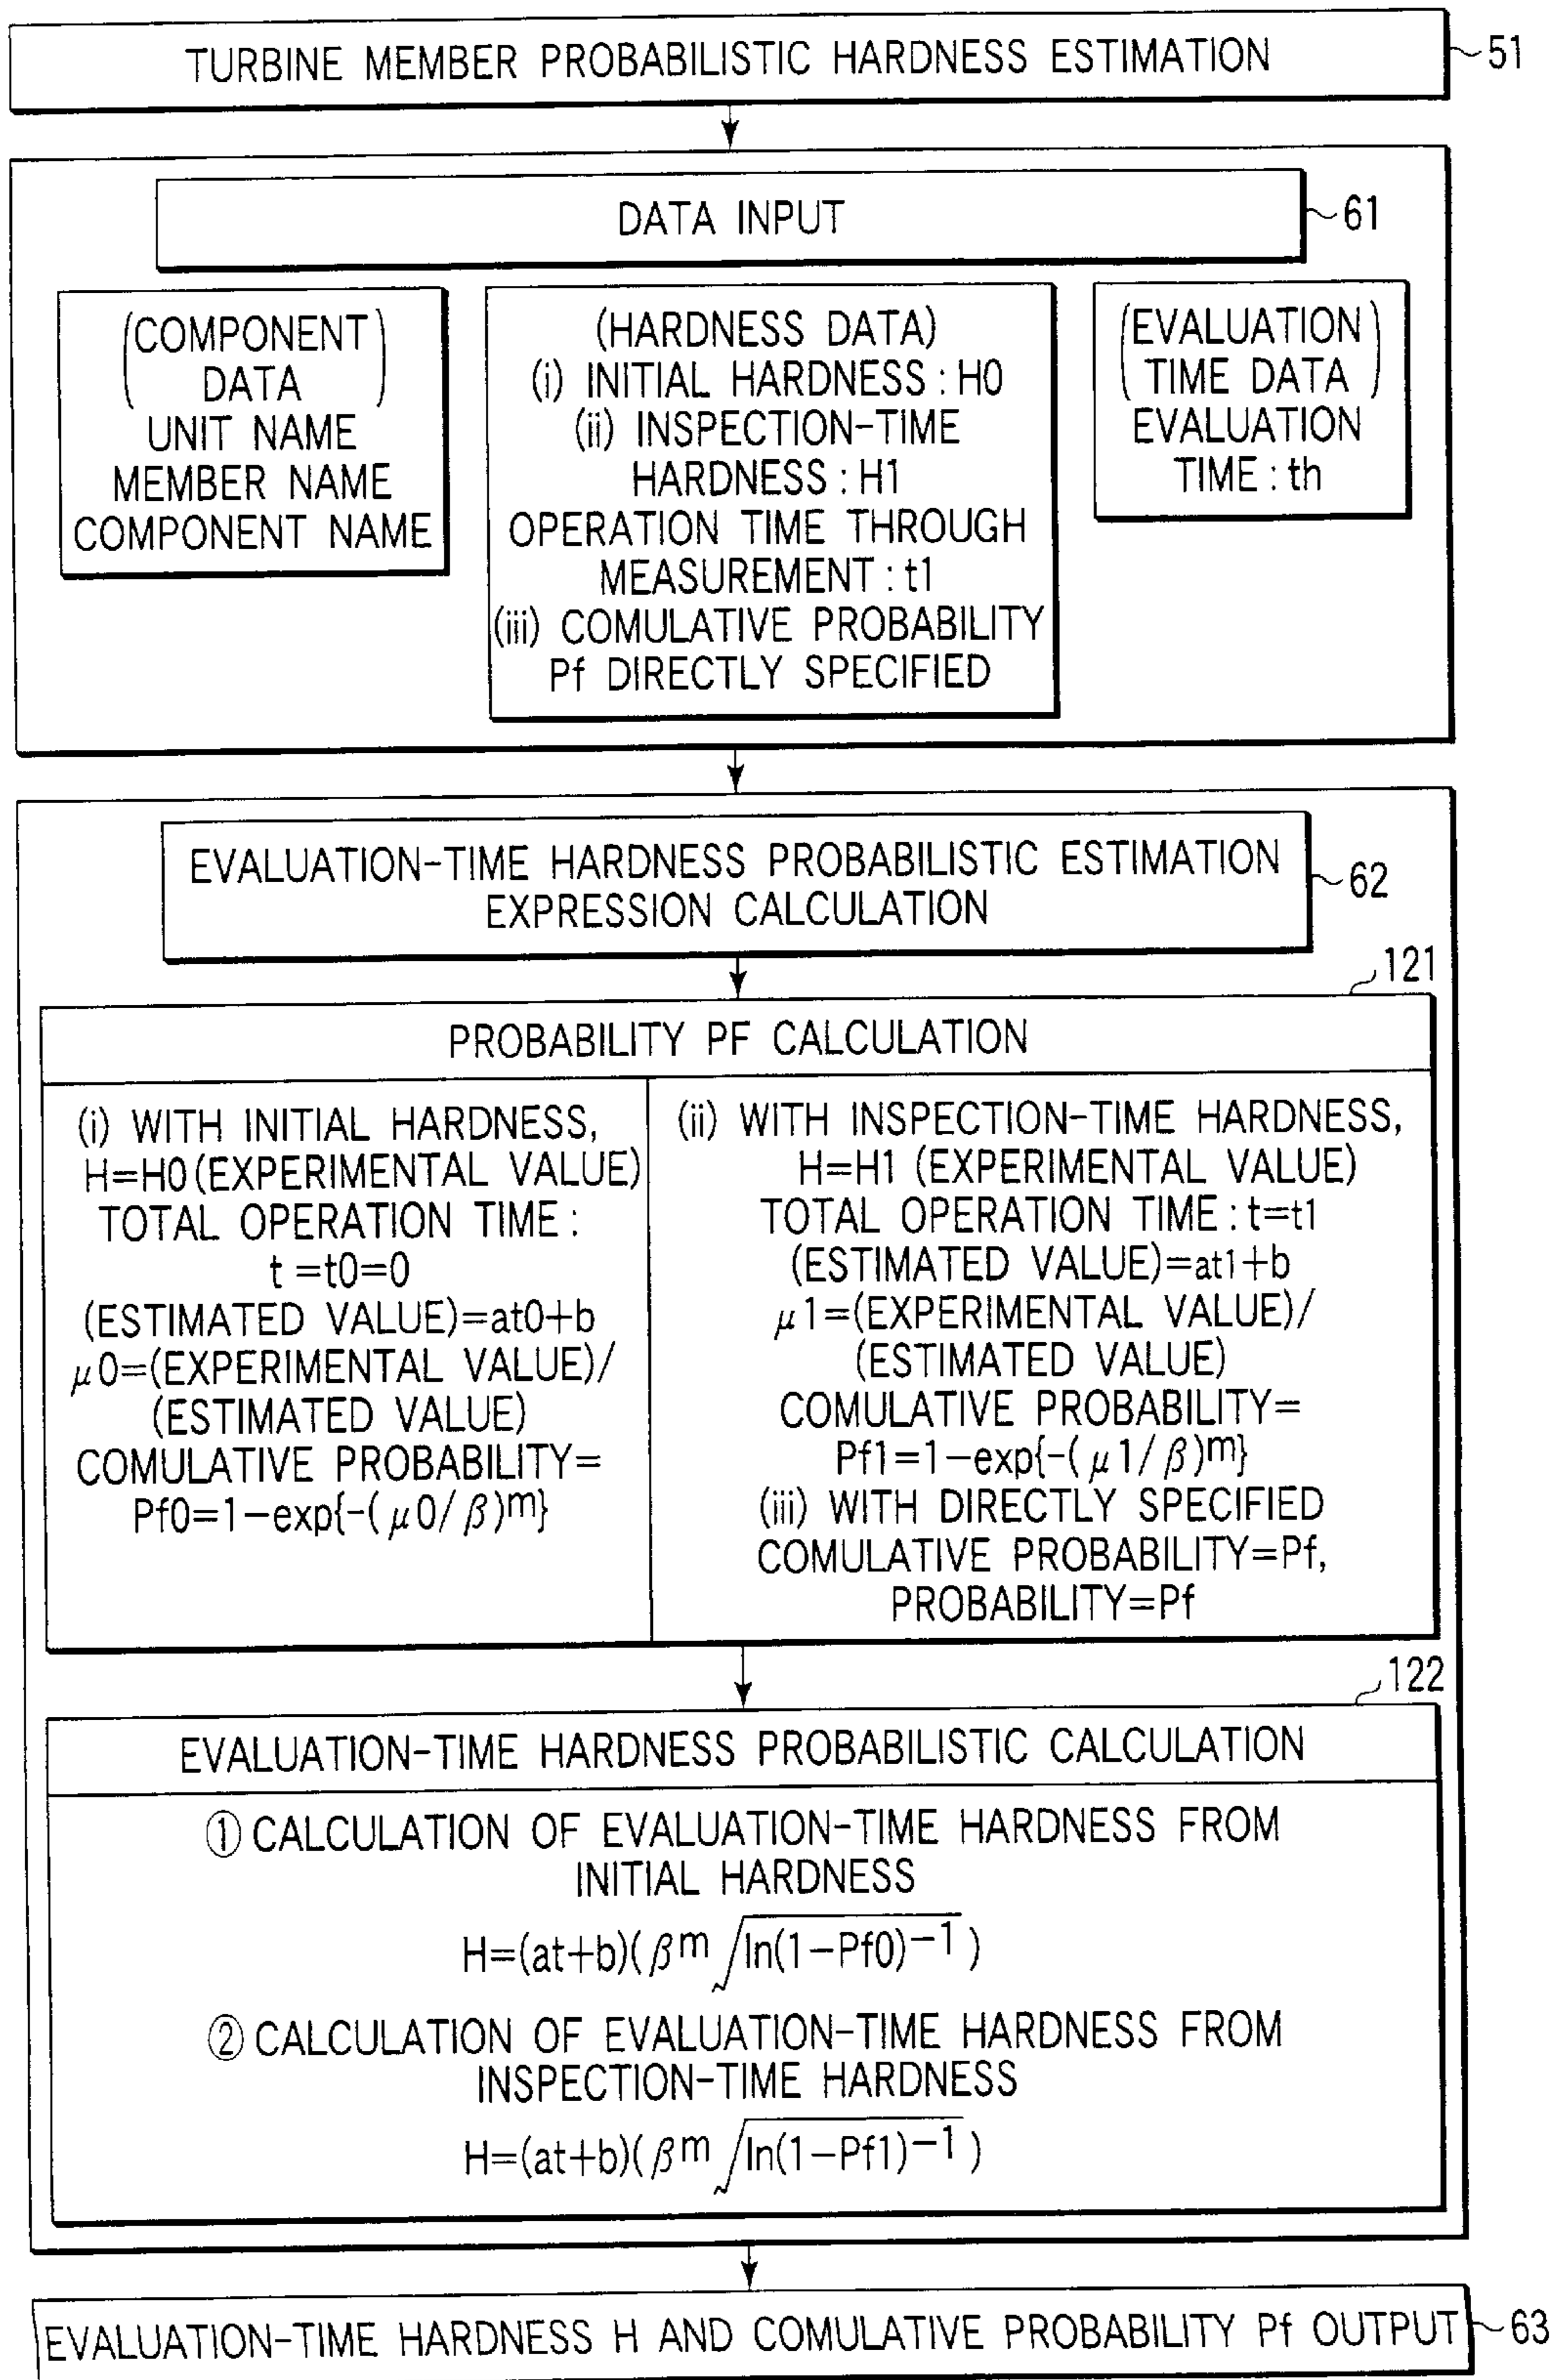 TURBINE MEMBER PROBABILISTIC HARDNESS ESTIMATION
51
DATA INPUT
61
(COMPONENT
DATA)
UNIT NAME
MEMBER NAME
COMPONENT NAME
(HARDNESS DATA)
(i) INITIAL HARDNESS : H0
(ii) INSPECTION-TIME
HARDNESS : H1
OPERATION TIME THROUGH
MEASUREMENT : t1
(iii) COMULATIVE PROBABILITY
Pf DIRECTLY SPECIFIED
(EVALUATION
TIME DATA)
EVALUATION
TIME : th
EVALUATION-TIME HARDNESS PROBABILISTIC ESTIMATION
EXPRESSION CALCULATION
62
121
PROBABILITY PF CALCULATION
(i) WITH INITIAL HARDNESS,
H=H0(EXPERIMENTAL VALUE)
TOTAL OPERATION TIME :
t =t0=0
(ESTIMATED VALUE)=at0+b
μ0=(EXPERIMENTAL VALUE)/
(ESTIMATED VALUE)
COMULATIVE PROBABILITY=
Pf0=1-exp{-(μ0/β)m}
(ii) WITH INSPECTION-TIME HARDNESS,
H=H1 (EXPERIMENTAL VALUE)
TOTAL OPERATION TIME : t=t1
(ESTIMATED VALUE)=at1+b
μ1=(EXPERIMENTAL VALUE)/
(ESTIMATED VALUE)
COMULATIVE PROBABILITY=
Pf1=1-exp{-(μ1/β)m}
(iii) WITH DIRECTLY SPECIFIED
COMULATIVE PROBABILITY=Pf,
PROBABILITY=Pf
122
EVALUATION-TIME HARDNESS PROBABILISTIC CALCULATION
① CALCULATION OF EVALUATION-TIME HARDNESS FROM
INITIAL HARDNESS
H=(at+b)(β m√ln(1-Pf0)⁻¹)
② CALCULATION OF EVALUATION-TIME HARDNESS FROM
INSPECTION-TIME HARDNESS
H=(at+b)(β m√ln(1-Pf1)⁻¹)
EVALUATION-TIME HARDNESS H AND COMULATIVE PROBABILITY Pf OUTPUT
63